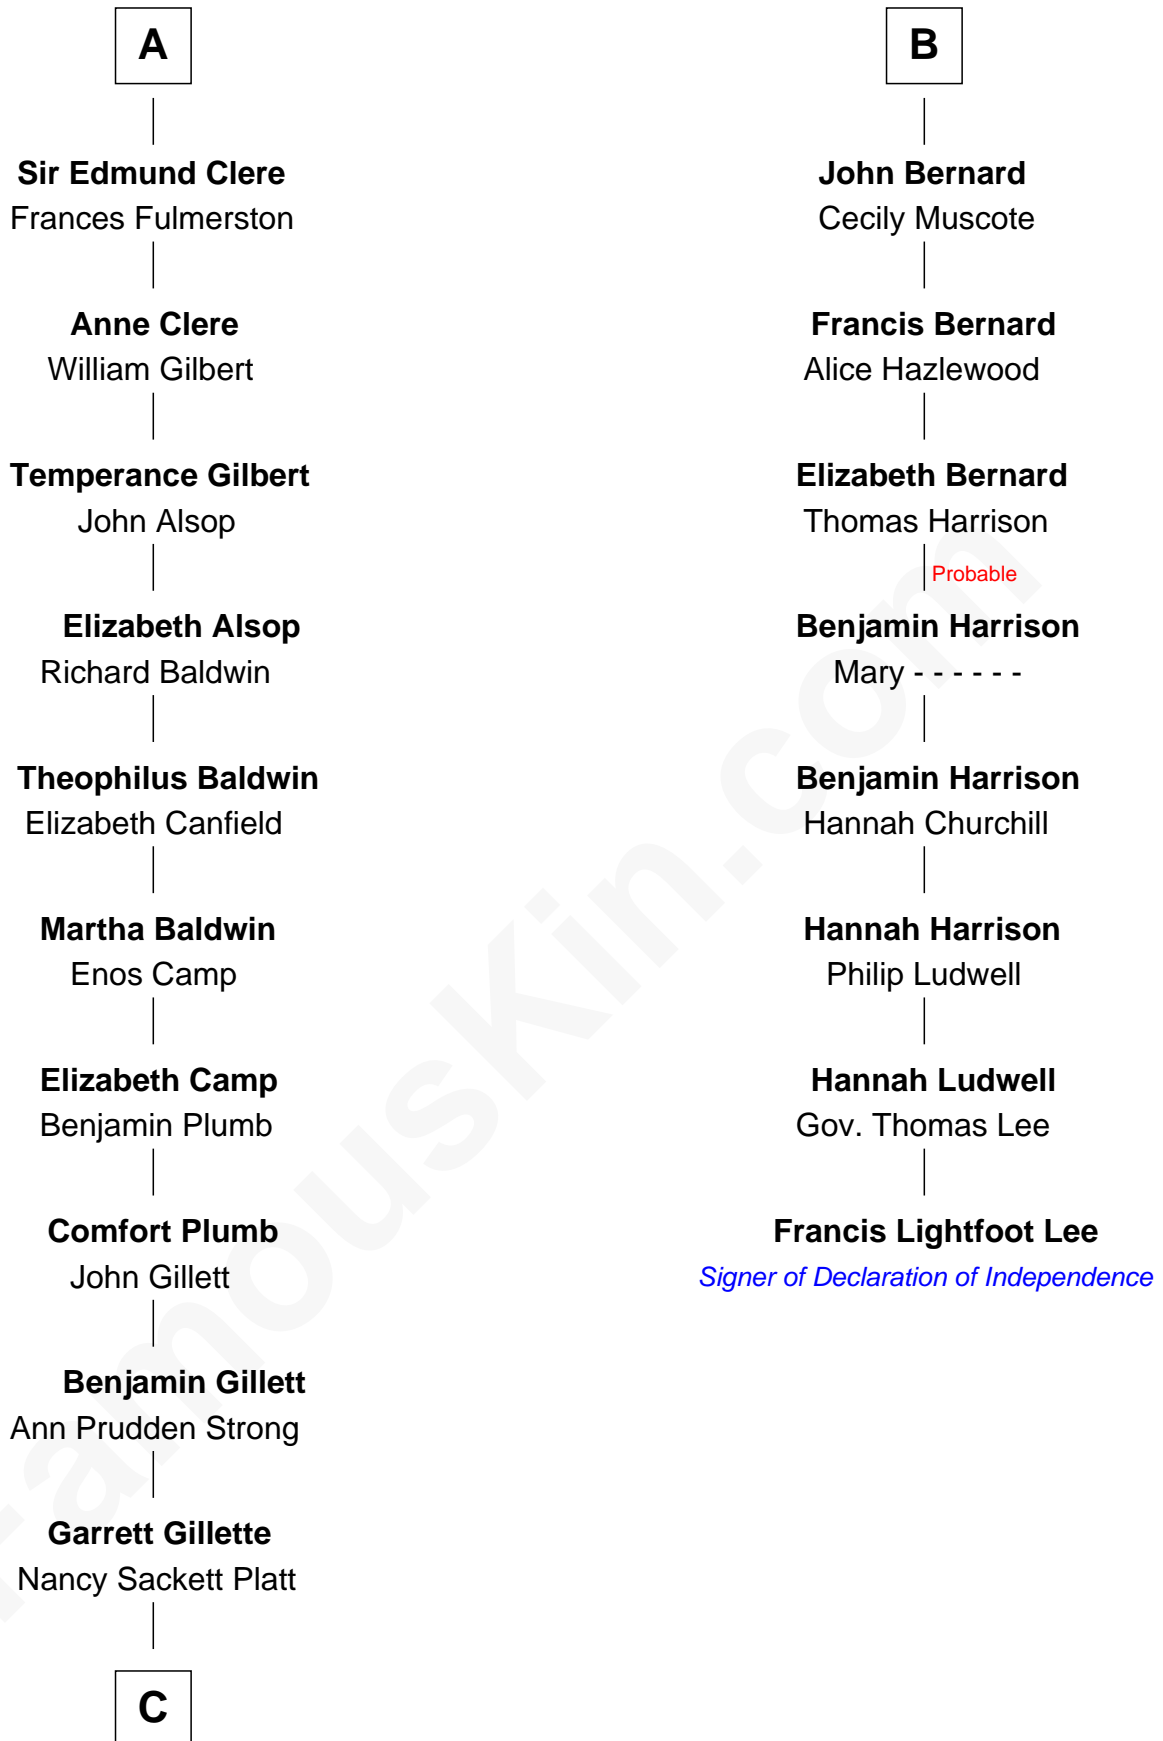 A
Sir Edmund Clere
Frances Fulmerston
Anne Clere
William Gilbert
Temperance Gilbert
John Alsop
Elizabeth Alsop
Richard Baldwin
Theophilus Baldwin
Elizabeth Canfield
Martha Baldwin
Enos Camp
Elizabeth Camp
Benjamin Plumb
Comfort Plumb
John Gillett
Benjamin Gillett
Ann Prudden Strong
Garrett Gillette
Nancy Sackett Platt
C
B
John Bernard
Cecily Muscote
Francis Bernard
Alice Hazlewood
Elizabeth Bernard
Thomas Harrison
Probable
Benjamin Harrison
Mary - - - - - -
Benjamin Harrison
Hannah Churchill
Hannah Harrison
Philip Ludwell
Hannah Ludwell
Gov. Thomas Lee
Francis Lightfoot Lee
Signer of Declaration of Independence
FamousKin.com